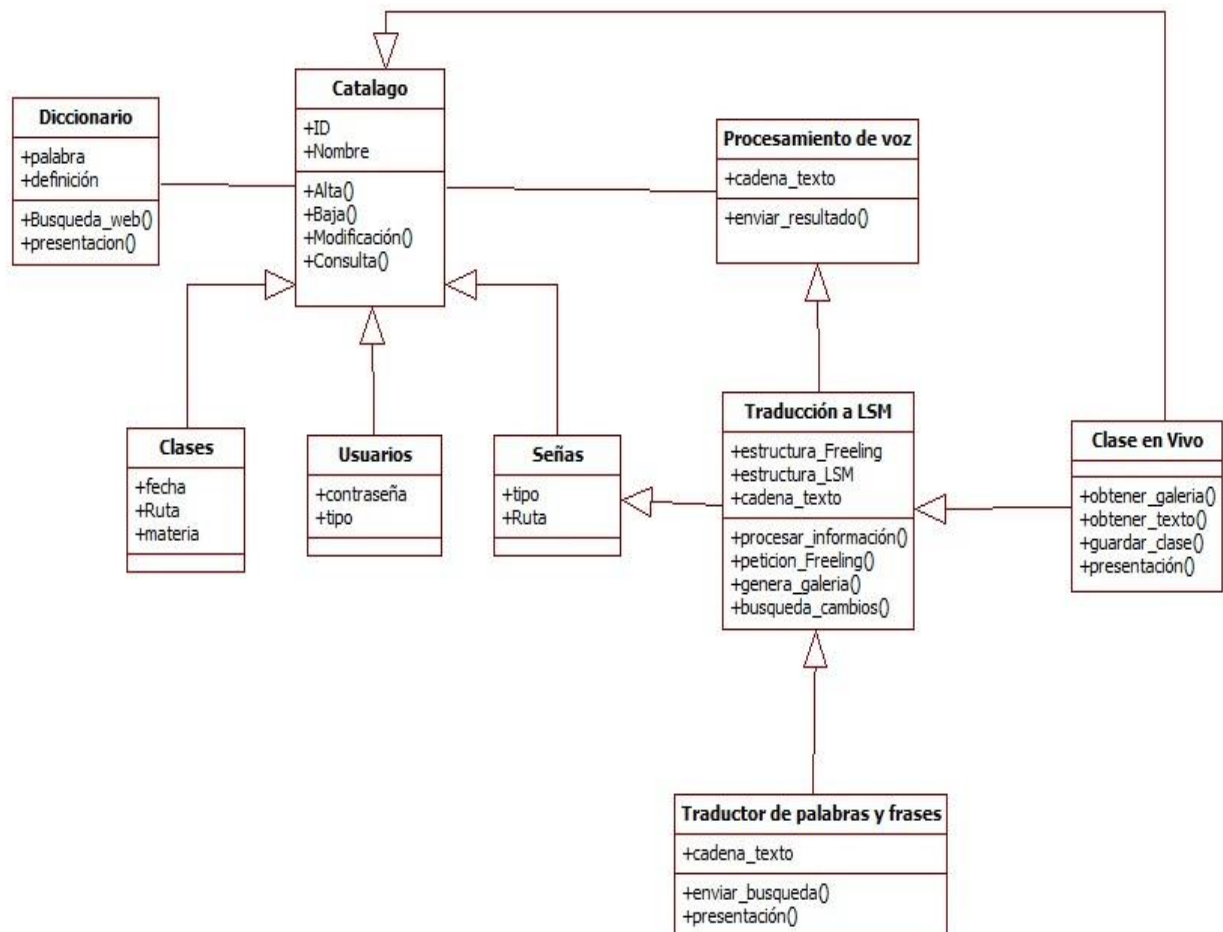 Catalago
+ID
+Nombre
+Alta()
+Baja()
+Modificación()
+Consulta()
Diccionario
+palabra
+definición
+Busqueda_web()
+presentacion()
Procesamiento de voz
+cadena_texto
+enviar_resultado()
Clases
+fecha
+Ruta
+materia
Usuarios
+contraseña
+tipo
Señas
+tipo
+Ruta
Traducción a LSM
+estructura_Freeling
+estructura_LSM
+cadena_texto
+procesar_información()
+peticion_Freeling()
+genera_galeria()
+busqueda_cambios()
Clase en Vivo
+obtener_galeria()
+obtener_texto()
+guardar_clase()
+presentación()
Traductor de palabras y frases
+cadena_texto
+enviar_busqueda()
+presentación()